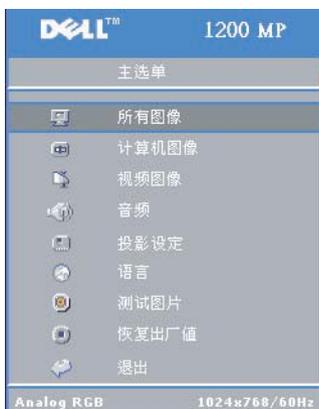 DELL™ 1200 MP
主选单
所有图像
计算机图像
视频图像
音频
投影设定
语言
测试图片
恢复出厂值
退出
Analog RGB 1024x768/60Hz